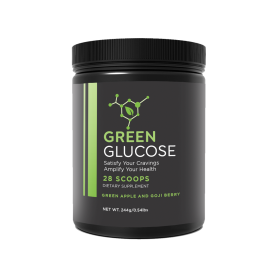 GREEN
GLUCOSE
Satisfy Your Cravings
Amplify Your Health
28 SCOOPS
DIETARY SUPPLEMENT
GREEN APPLE AND GOJI BERRY
NET WT. 244g/0.54lbs